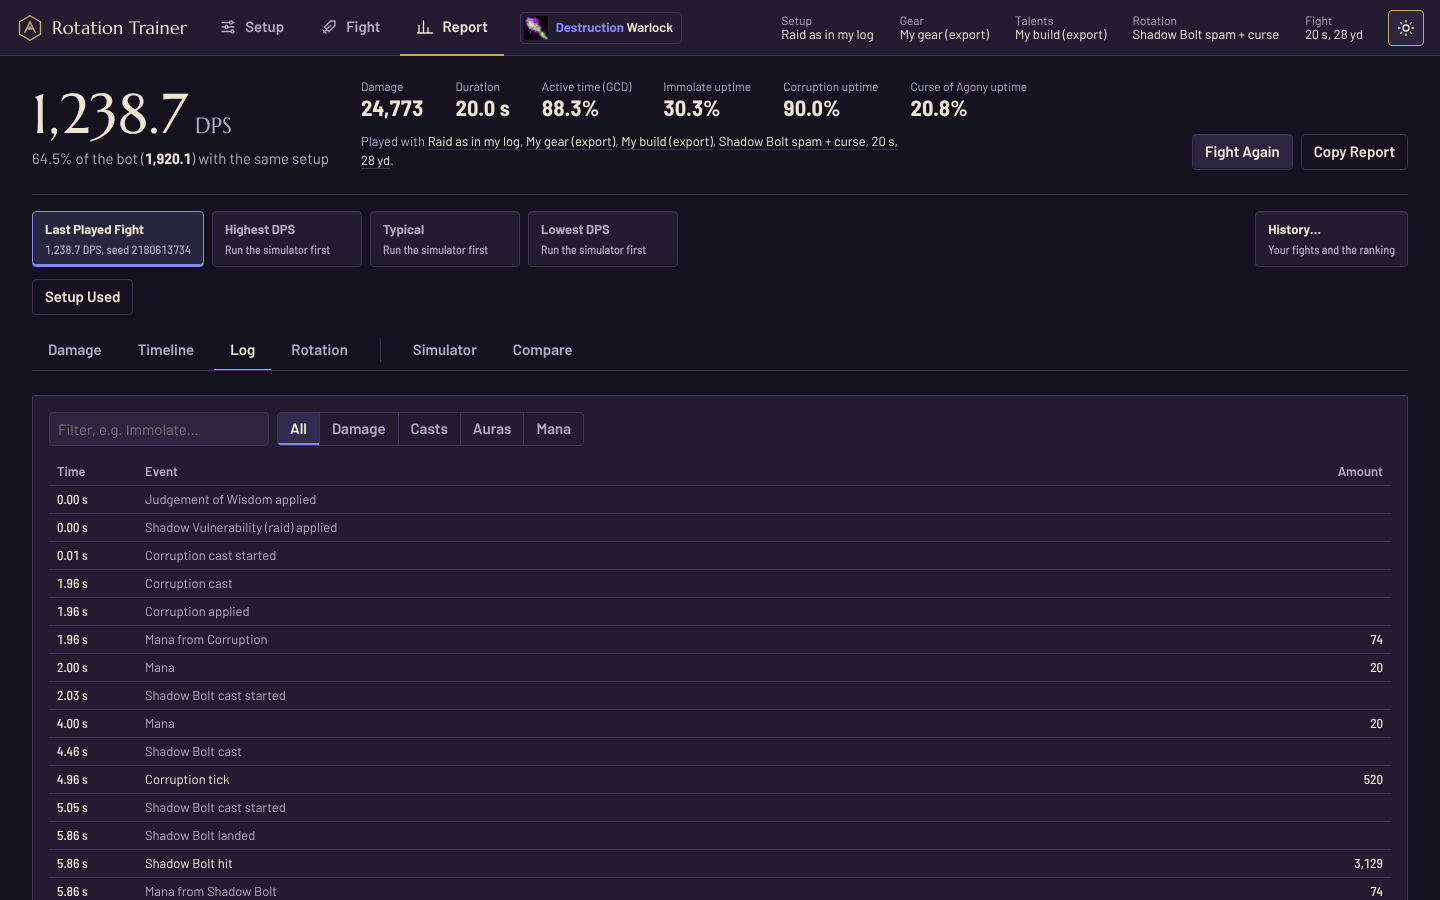 Rotation Trainer
Setup
Fight
Report
Destruction Warlock
Setup
Raid as in my log
Gear
My gear (export)
Talents
My build (export)
Rotation
Shadow Bolt spam + curse
Fight
20 s, 28 yd
1,238.7 DPS
64.5% of the bot (1,920.1) with the same setup
Damage
24,773
Duration
20.0 s
Active time (GCD)
88.3%
Immolate uptime
30.3%
Corruption uptime
90.0%
Curse of Agony uptime
20.8%
Played with Raid as in my log, My gear (export), My build (export), Shadow Bolt spam + curse, 20 s,
28 yd.
Fight Again
Copy Report
Last Played Fight
1,238.7 DPS, seed 2180613734
Highest DPS
Run the simulator first
Typical
Run the simulator first
Lowest DPS
Run the simulator first
History...
Your fights and the ranking
Setup Used
Damage
Timeline
Log
Rotation
Simulator
Compare
Filter, e.g. Immolate...
All
Damage
Casts
Auras
Mana
Time Event Amount
0.00 s Judgement of Wisdom applied
0.00 s Shadow Vulnerability (raid) applied
0.01 s Corruption cast started
1.96 s Corruption cast
1.96 s Corruption applied
1.96 s Mana from Corruption 74
2.00 s Mana 20
2.03 s Shadow Bolt cast started
4.00 s Mana 20
4.46 s Shadow Bolt cast
4.96 s Corruption tick 520
5.05 s Shadow Bolt cast started
5.86 s Shadow Bolt landed
5.86 s Shadow Bolt hit 3,129
5.86 s Mana from Shadow Bolt 74